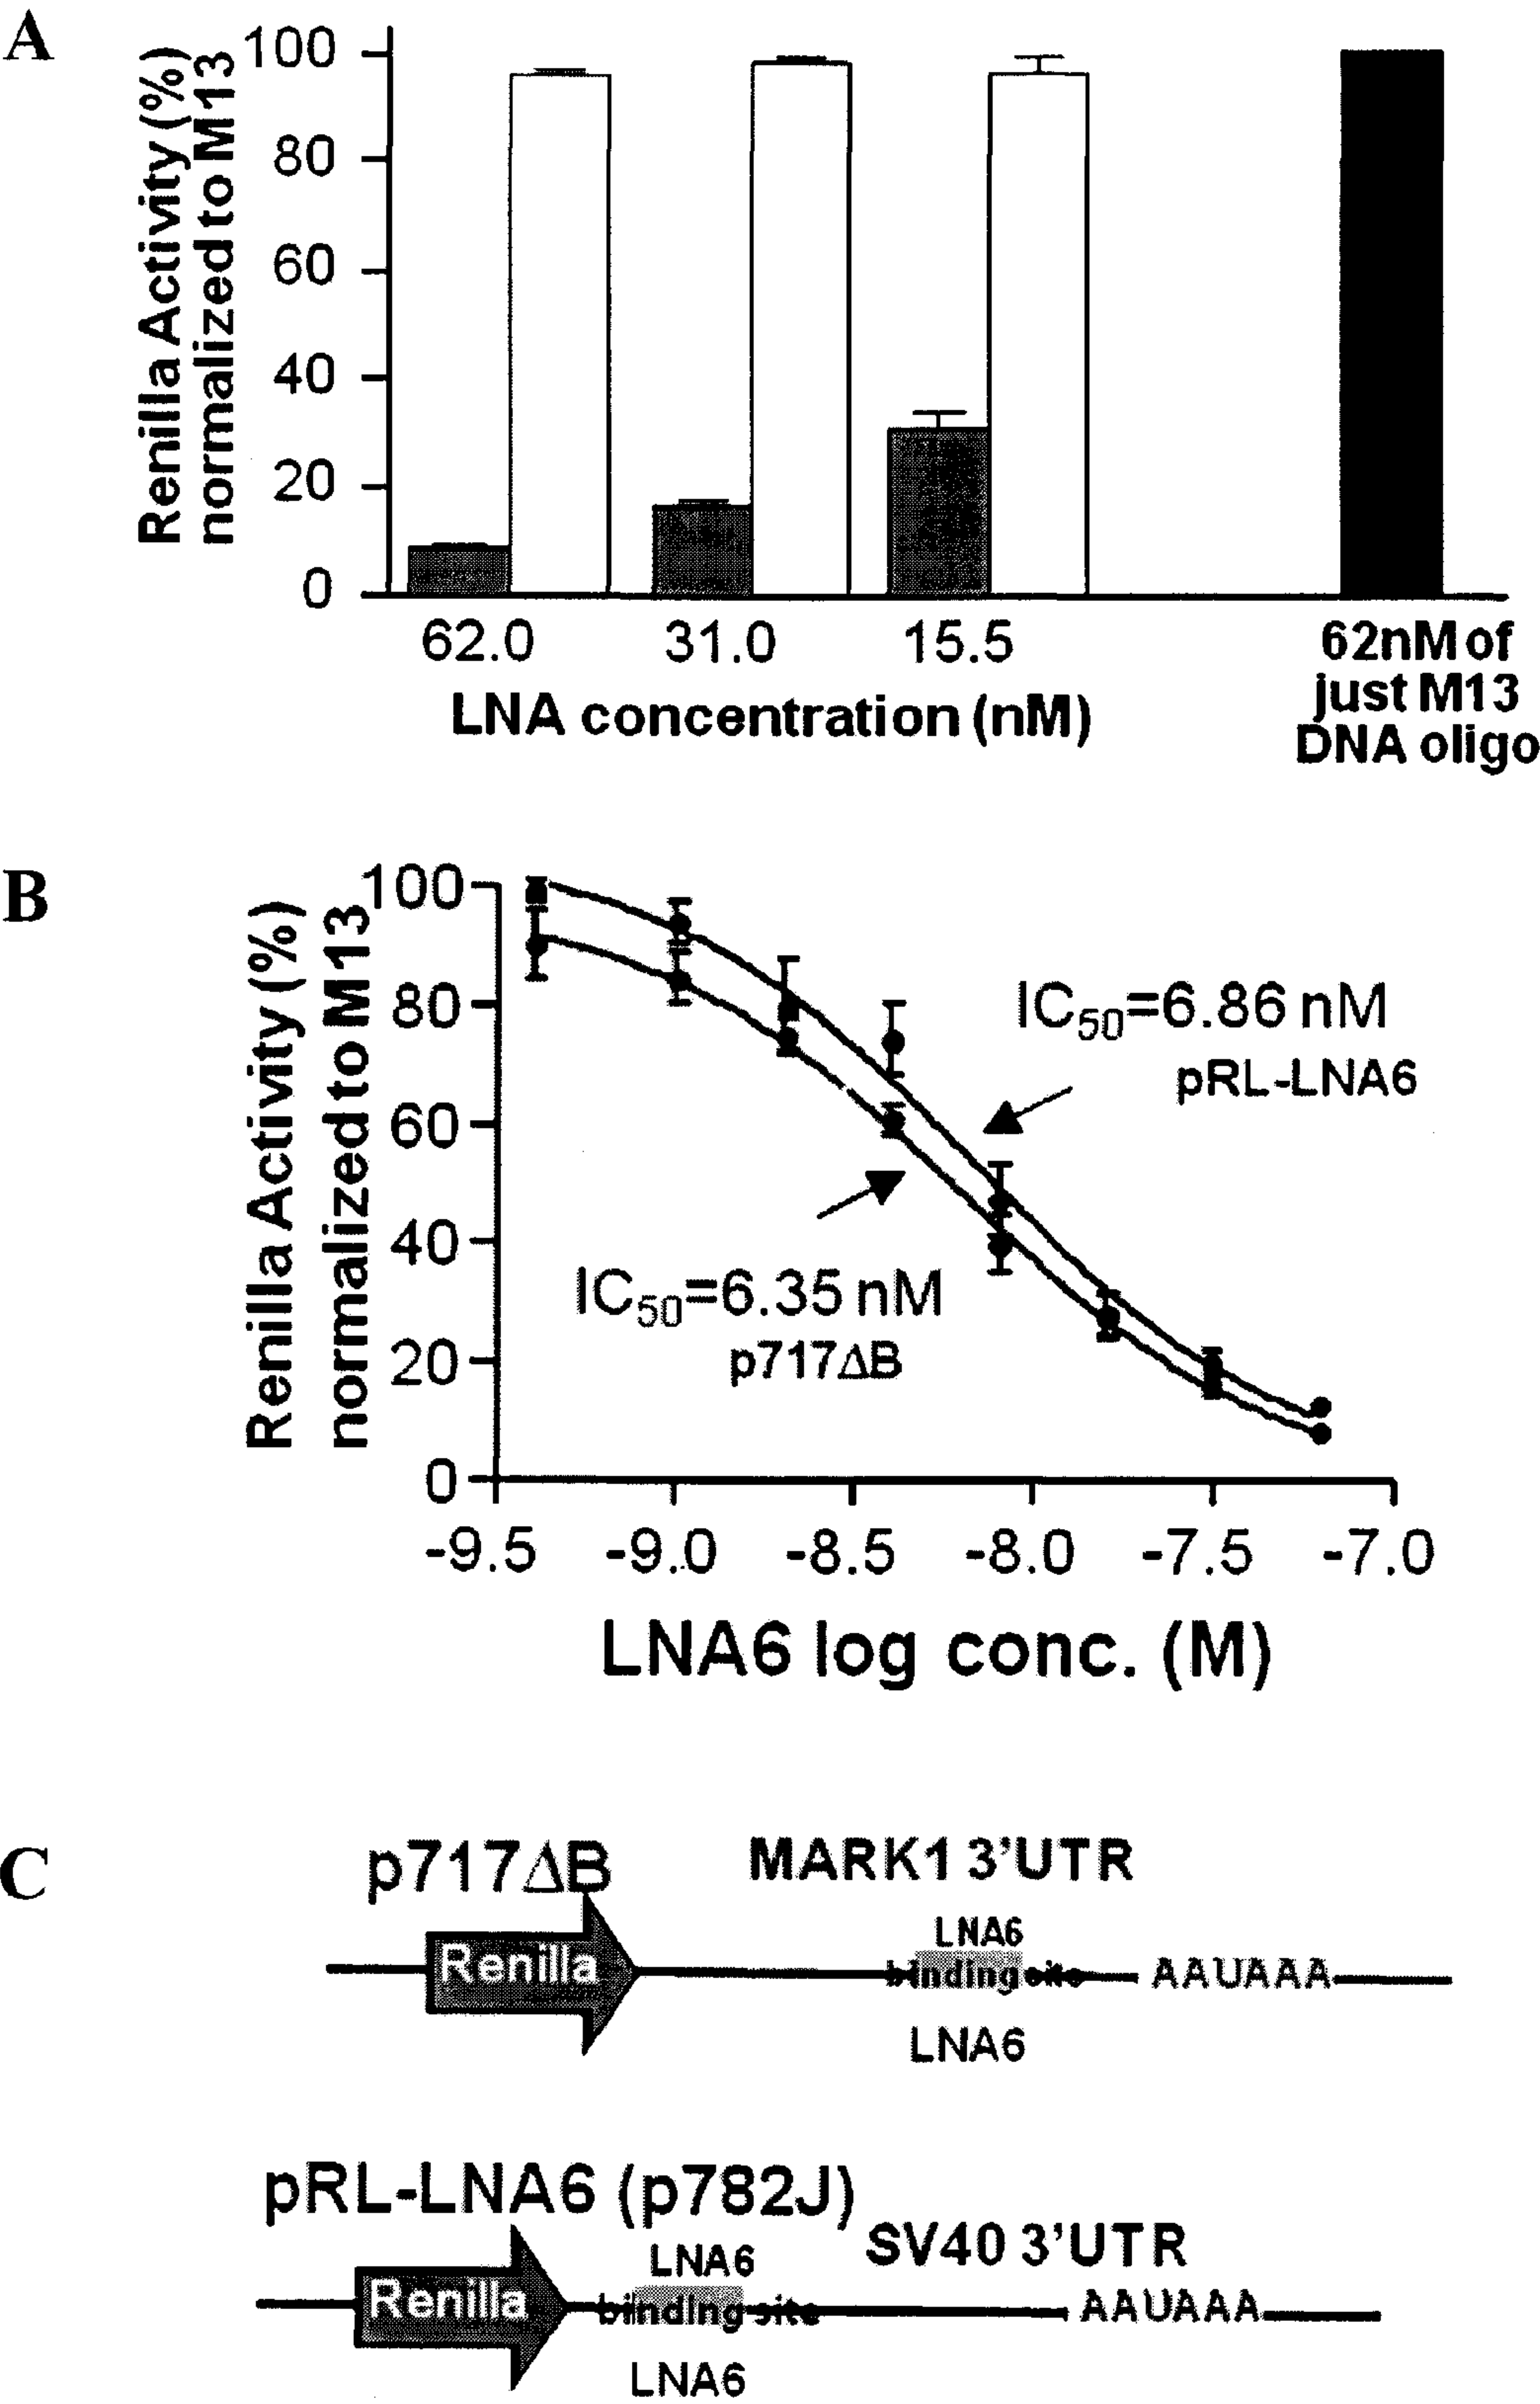 A
Renilla Activity (%)
normalized to M13
100
80
60
40
20
0
62.0 31.0 15.5
LNA concentration (nM)
62nM of
just M13
DNA oligo
B
Renilla Activity (%)
normalized to M13
100
80
60
40
20
0
IC50=6.86 nM
pRL-LNA6
IC50=6.35 nM
p717ΔB
-9.5 -9.0 -8.5 -8.0 -7.5 -7.0
LNA6 log conc. (M)
C
p717ΔB MARK1 3'UTR
LNA6
Renilla binding site AAUAAA
LNA6
pRL-LNA6 (p782J)
SV40 3'UTR
LNA6
Renilla binding site AAUAAA
LNA6